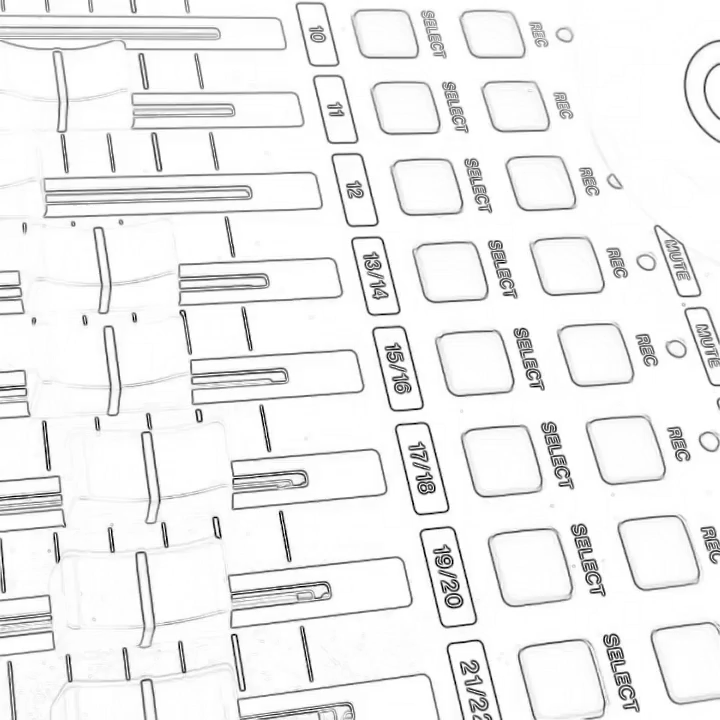 10 SELECT REC
11 SELECT REC
12 SELECT REC
13/14 SELECT REC MUTE
15/16 SELECT REC MUTE
17/18 SELECT REC
19/20 SELECT REC
SELECT